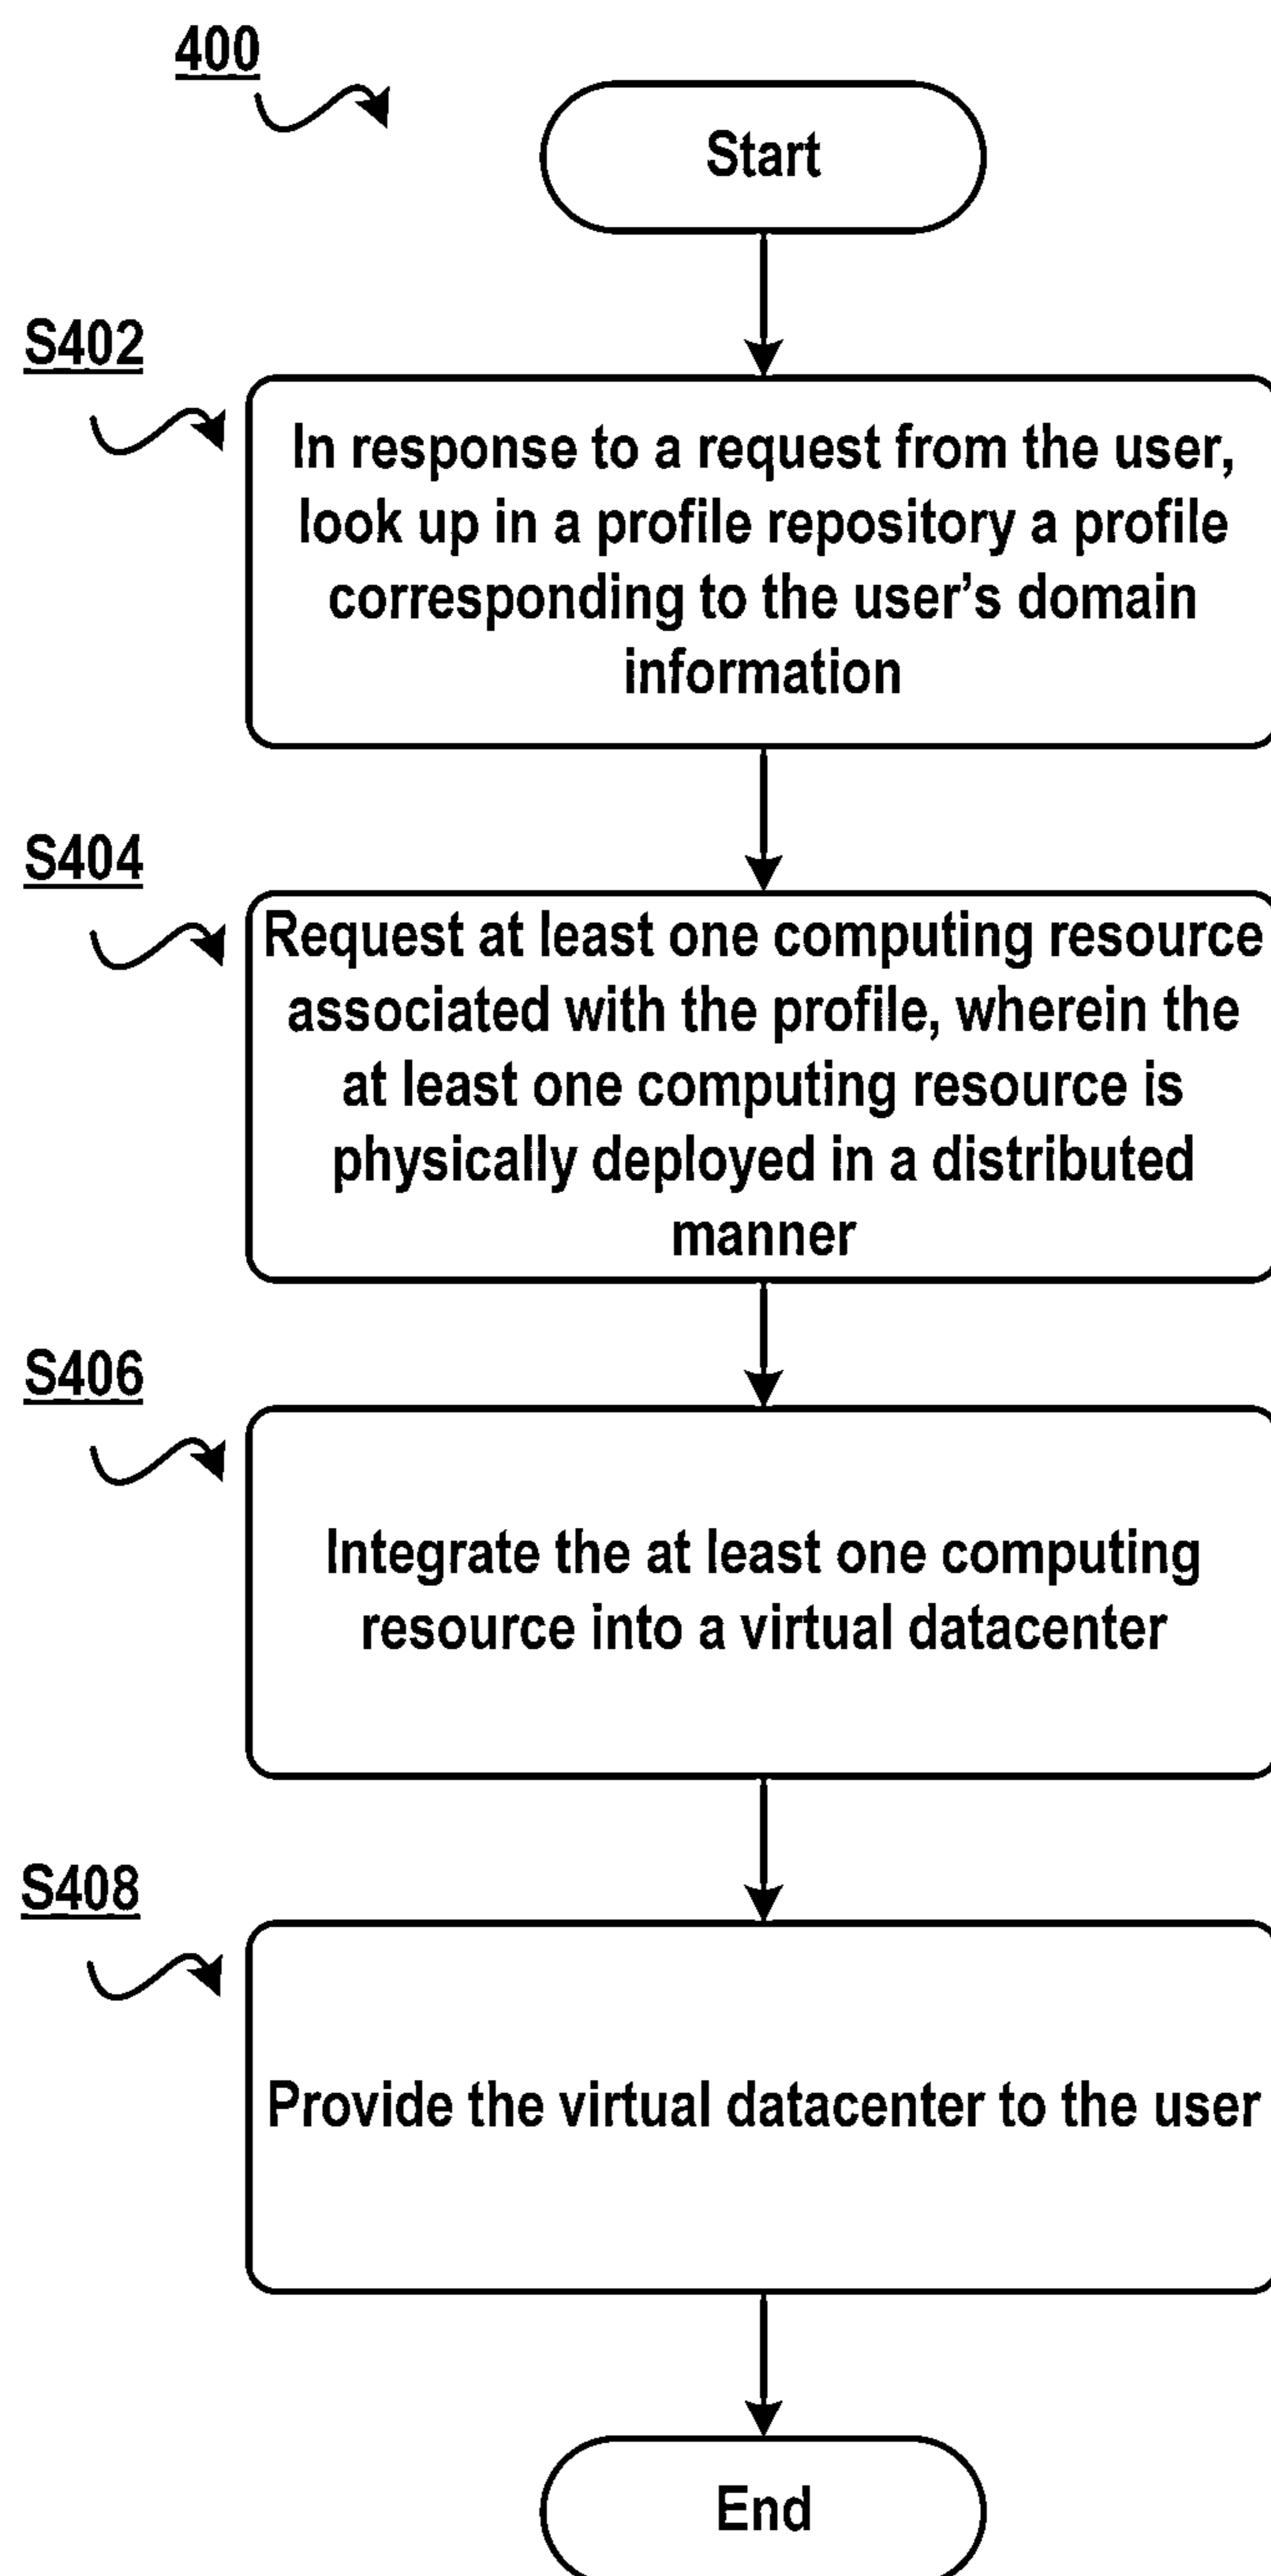 400
Start
S402
In response to a request from the user,
look up in a profile repository a profile
corresponding to the user's domain
information
S404
Request at least one computing resource
associated with the profile, wherein the
at least one computing resource is
physically deployed in a distributed
manner
S406
Integrate the at least one computing
resource into a virtual datacenter
S408
Provide the virtual datacenter to the user
End